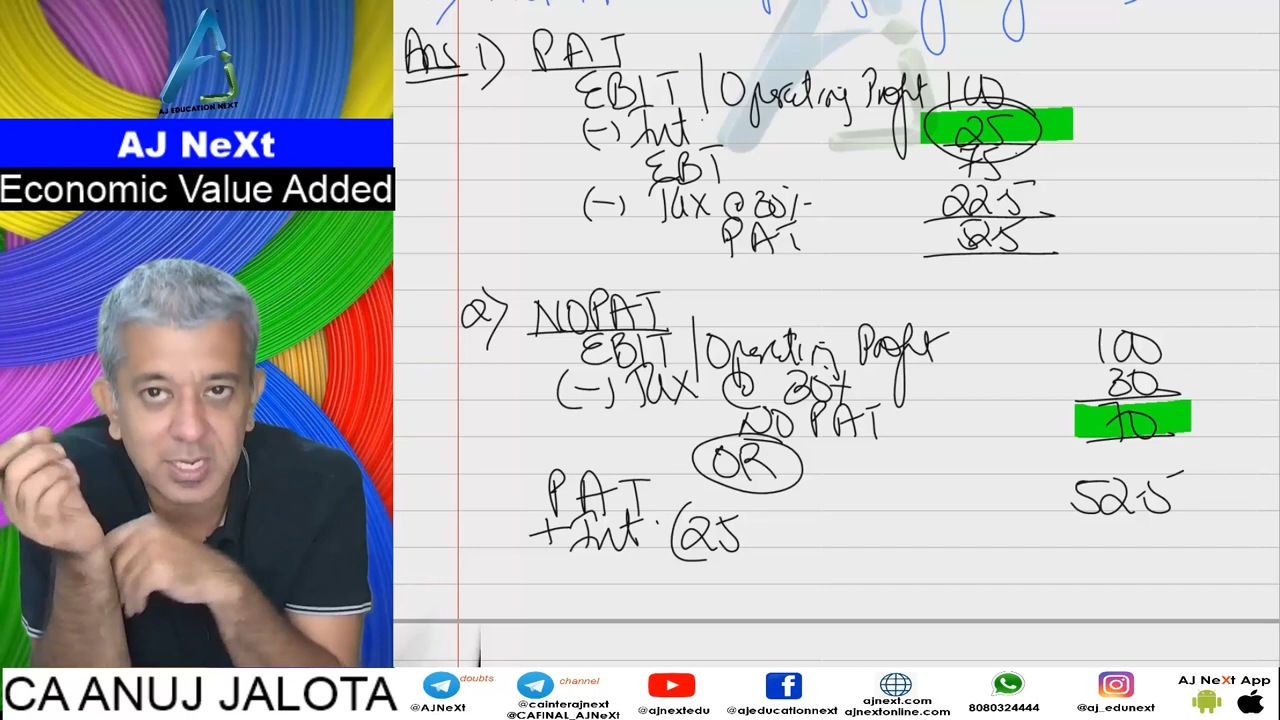 AJ EDUCATION NEXT
AJ NeXt
Economic Value Added
Ans 1) PAT
EBIT / Operating Profit 100
(-) Int. 25
EBT 75
(-) Tax @ 30%. 22.5
PAT 52.5
2) NOPAT
EBIT / Operating Profit 100
(-) Tax @ 30% 30
NOPAT 70
OR
PAT 52.5
+ Int. (25
CA ANUJ JALOTA
doubts
@AJNeXt
channel
@cainterajnext
@CAFINAL_AJNeXt
@ajnextedu
@ajeducationnext
ajnext.com
ajnextonline.com
8080324444
@aj_edunext
AJ NeXt App